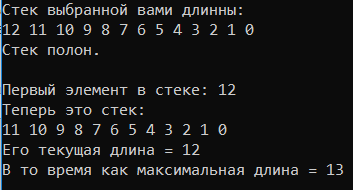 Стек выбранной вами длинны:
12 11 10 9 8 7 6 5 4 3 2 1 0
Стек полон.
Первый элемент в стеке: 12
Теперь это стек:
11 10 9 8 7 6 5 4 3 2 1 0
Его текущая длина = 12
В то время как максимальная длина = 13